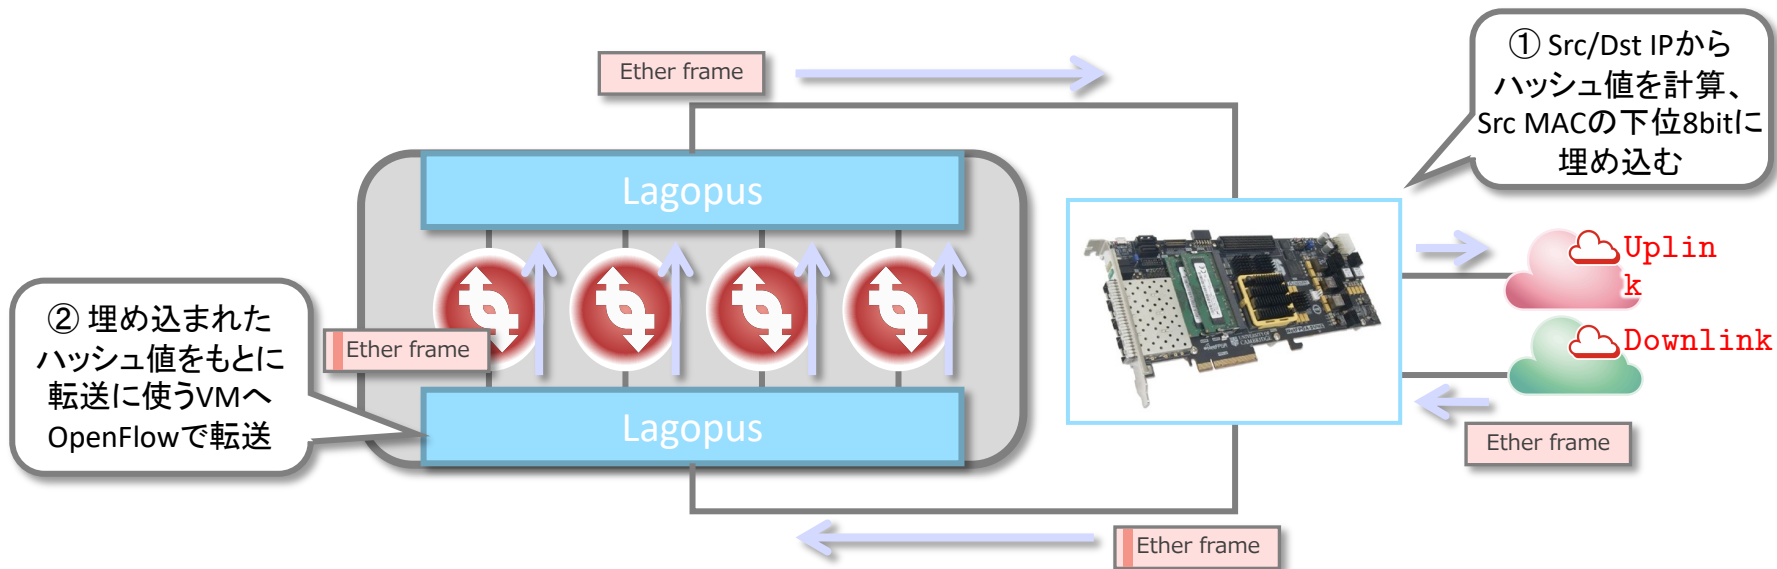 Ether frame
① Src/Dst IPから
ハッシュ値を計算、
Src MACの下位8bitに
埋め込む
Lagopus
Uplin
k
② 埋め込まれた
ハッシュ値をもとに
転送に使うVMへ
OpenFlowで転送
Ether frame
Downlink
Lagopus
Ether frame
Ether frame